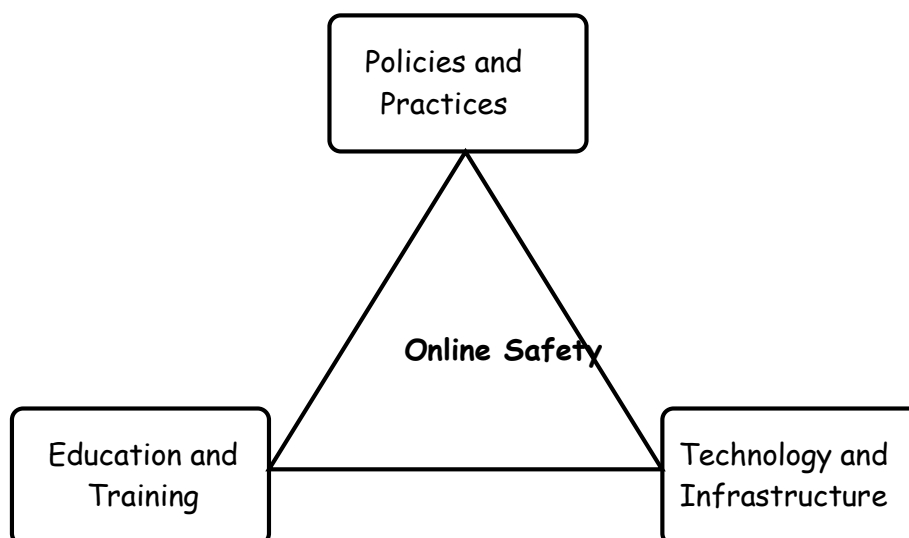 Policies and
Practices
Online Safety
Education and
Training
Technology and
Infrastructure